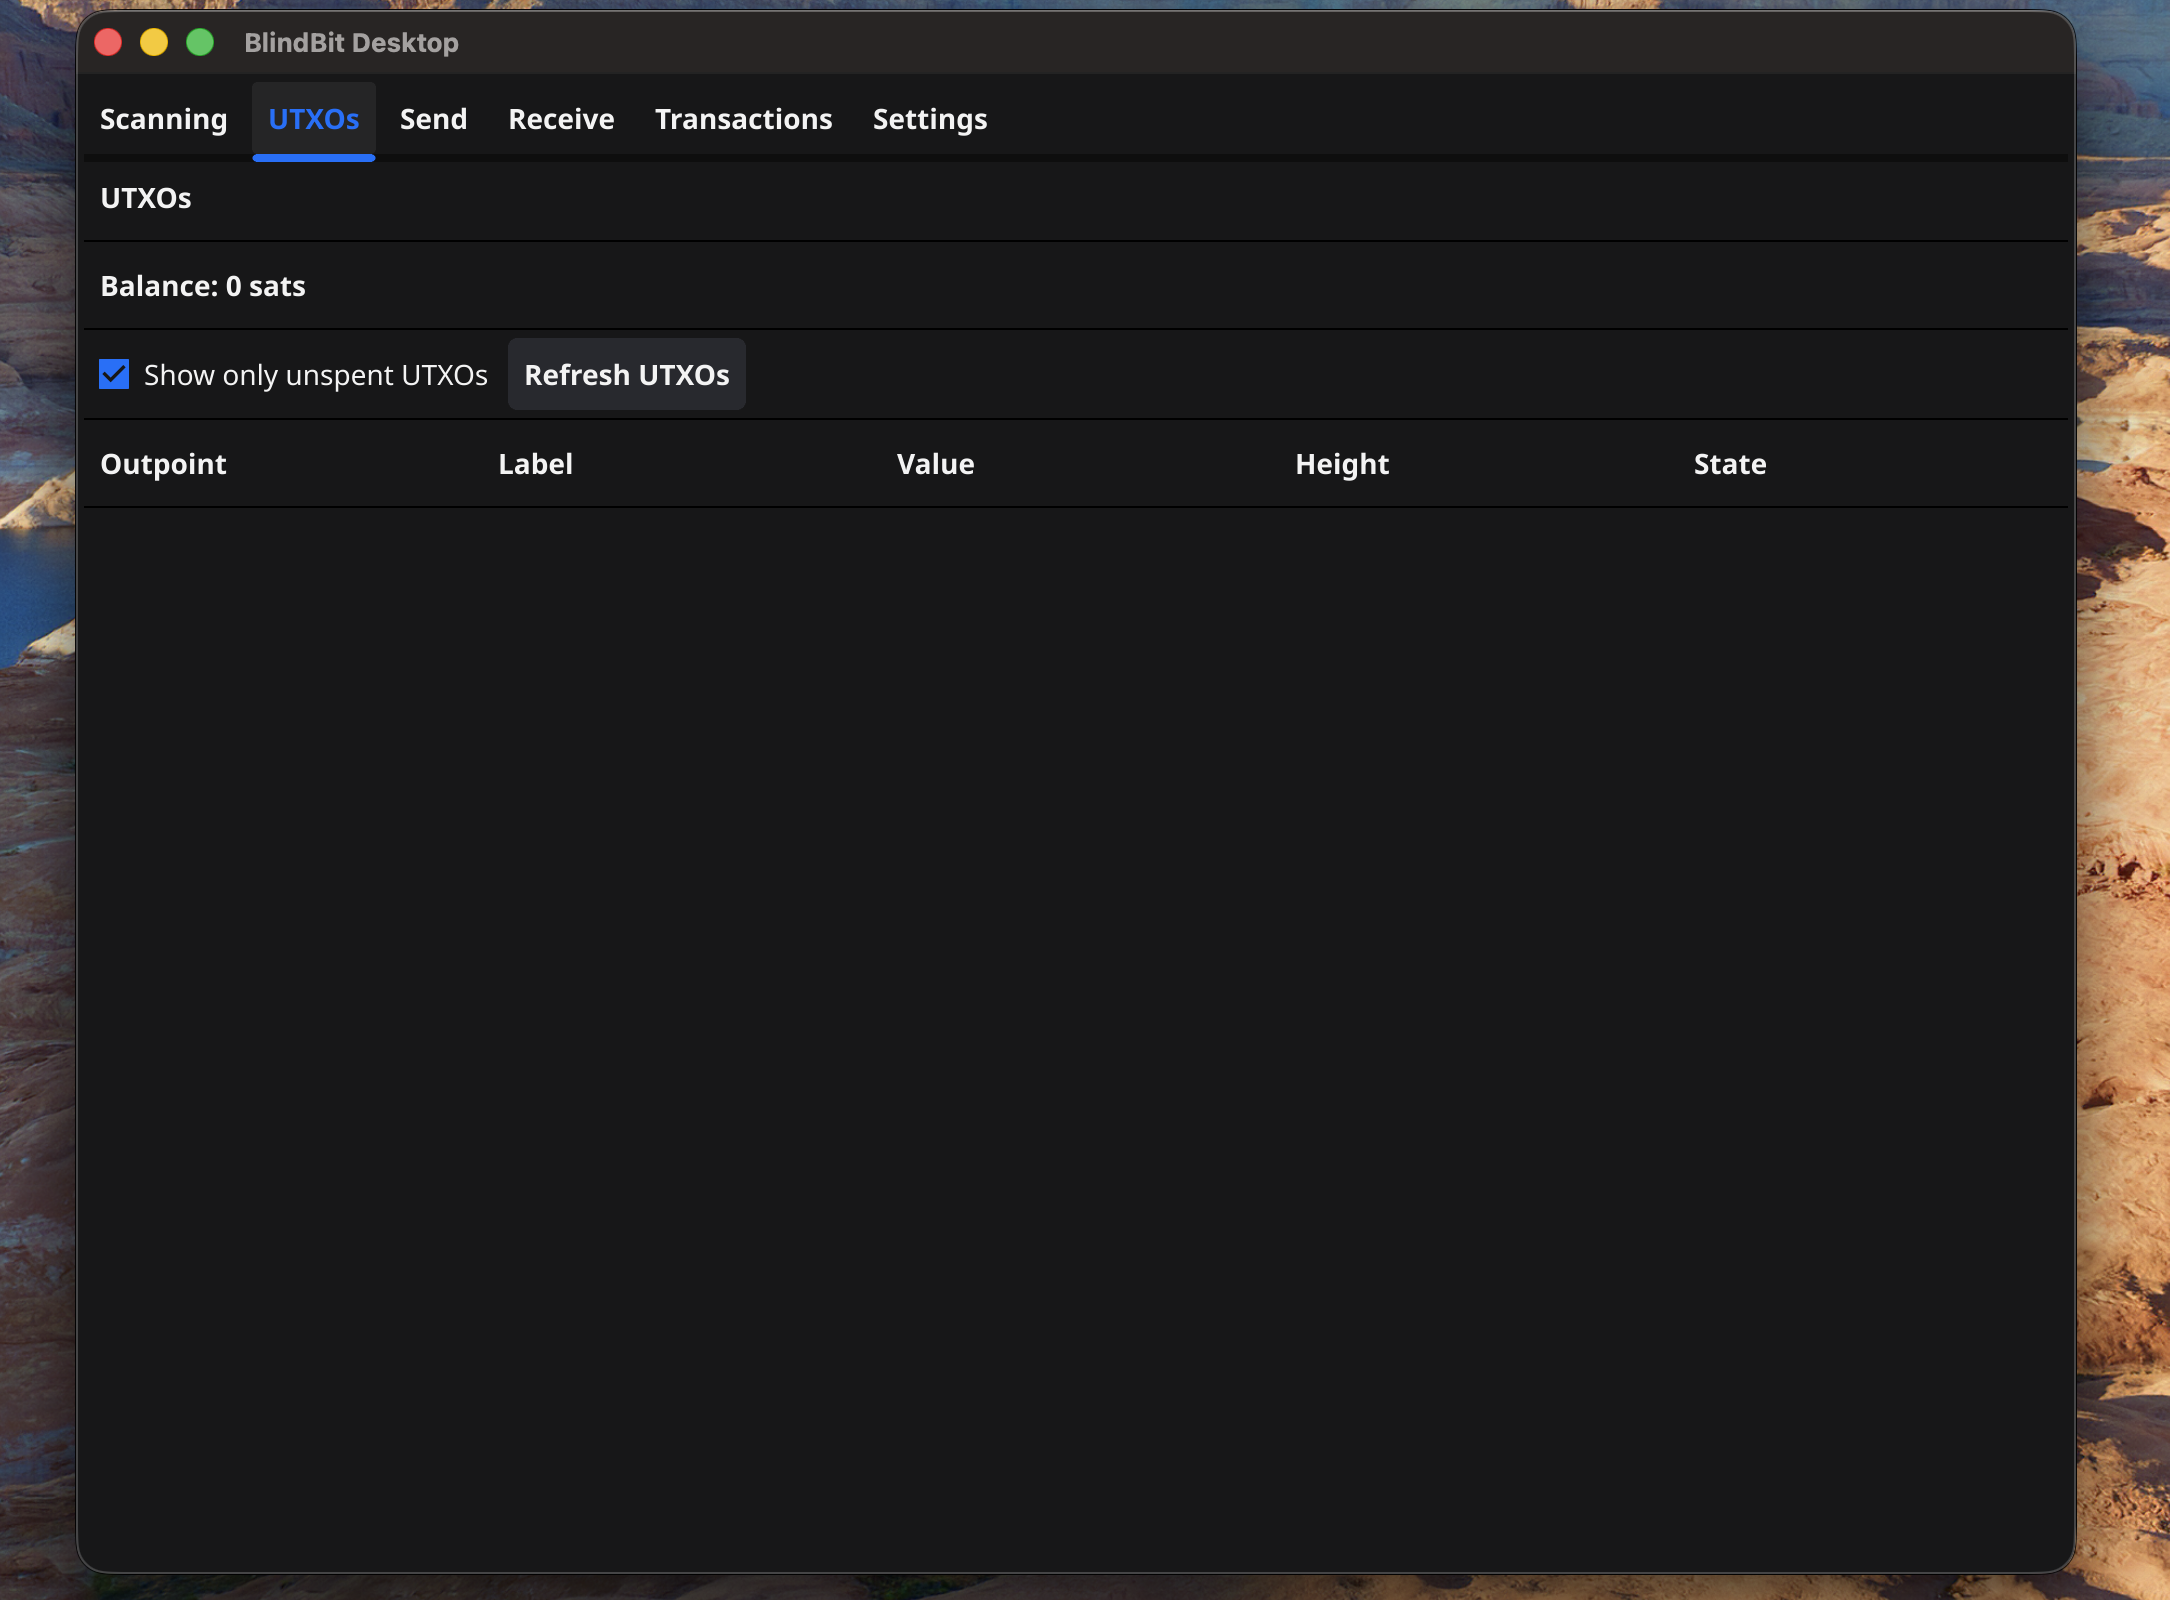 BlindBit Desktop
Scanning UTXOs Send Receive Transactions Settings
UTXOs
Balance: 0 sats
Show only unspent UTXOs Refresh UTXOs
Outpoint Label Value Height State